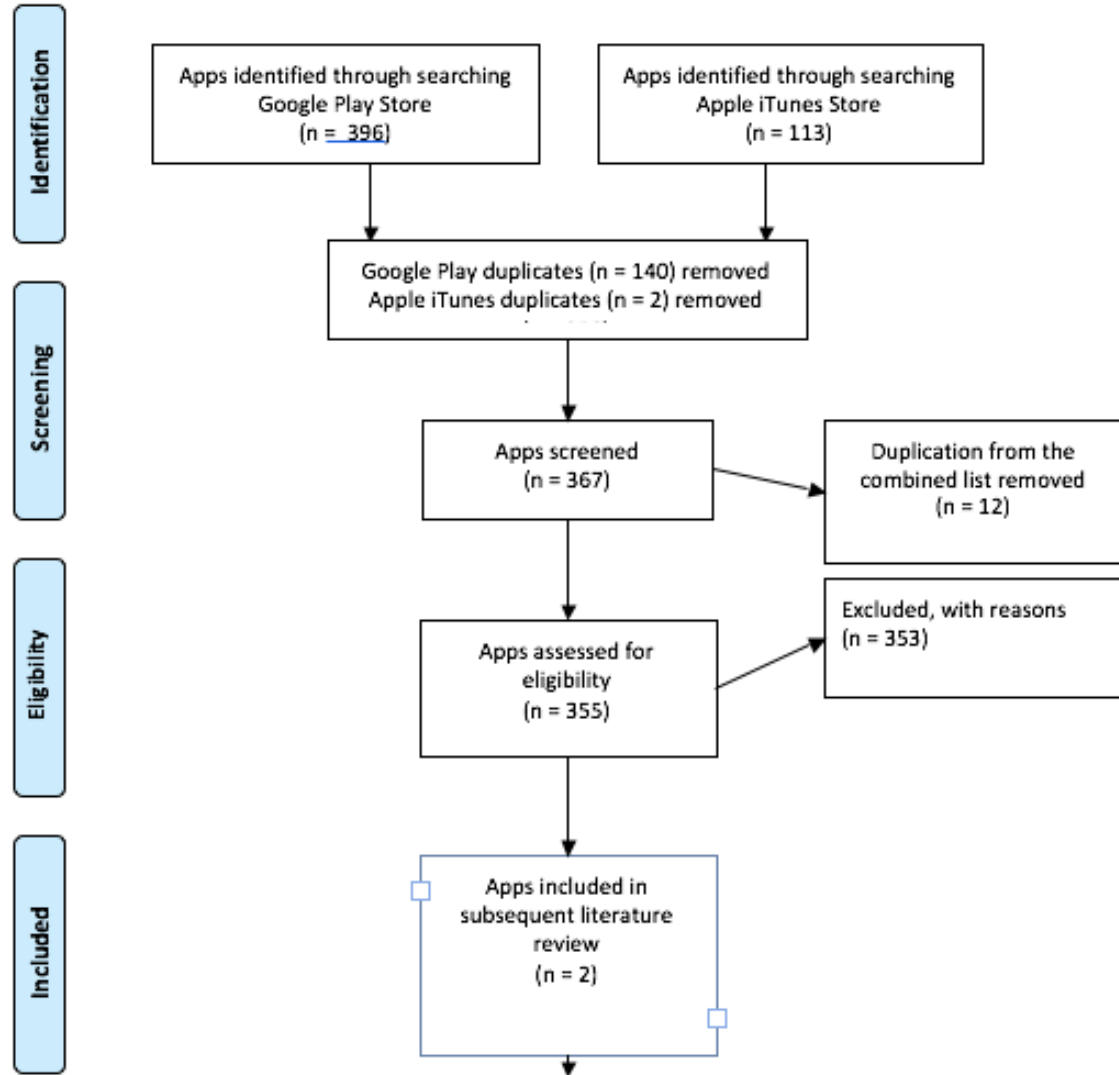 Identification
Apps identified through searching
Google Play Store
(n = 396)
Apps identified through searching
Apple iTunes Store
(n = 113)
Google Play duplicates (n = 140) removed
Apple iTunes duplicates (n = 2) removed
Screening
Apps screened
(n = 367)
Duplication from the
combined list removed
(n = 12)
Eligibility
Apps assessed for
eligibility
(n = 355)
Excluded, with reasons
(n = 353)
Included
Apps included in
subsequent literature
review
(n = 2)